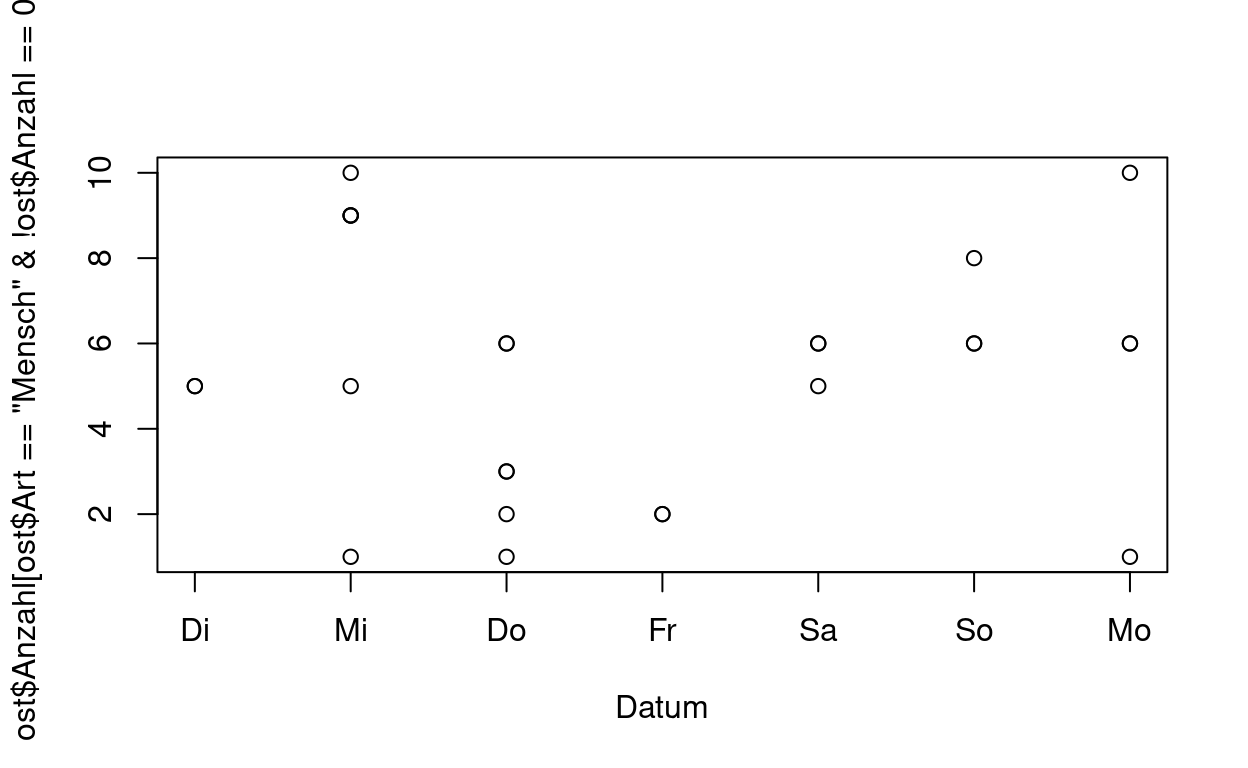 ost$Anzahl[ost$Art == "Mensch" & !ost$Anzahl == 0
10
8
6
4
2
Di Mi Do Fr Sa So Mo
Datum